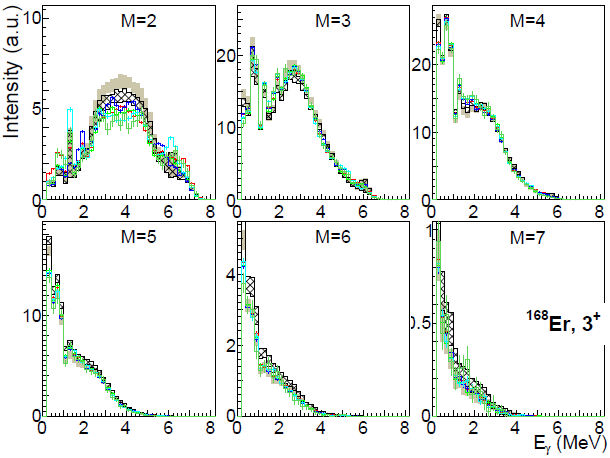 Intensity (a.u.)
M=2 M=3 M=4
10 5 0
20 10 0
20 10 0
0 2 4 6 8 0 2 4 6 8 0 2 4 6 8
M=5 M=6 M=7
10 0
4 2 0
1 0.5 0
¹⁶⁸Er, 3⁺
0 2 4 6 8 0 2 4 6 8 0 2 4 6 8
Eᵧ (MeV)